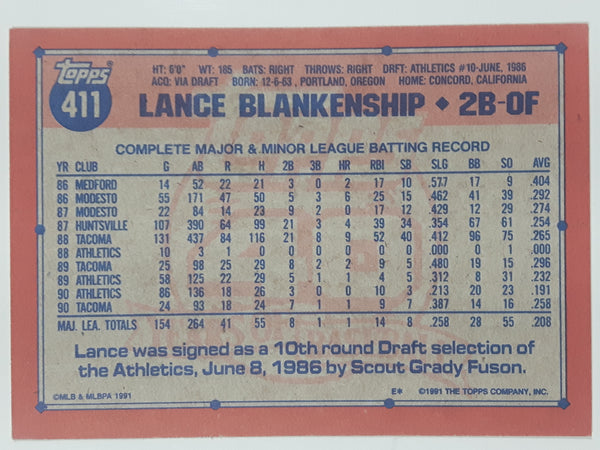 topps
411
HT: 6'0" WT: 185 BATS: RIGHT THROWS: RIGHT DRFT: ATHLETICS #10-JUNE, 1986
ACQ: VIA DRAFT BORN: 12-6-63, PORTLAND, OREGON HOME: CONCORD, CALIFORNIA
LANCE BLANKENSHIP ♦ 2B-OF
COMPLETE MAJOR & MINOR LEAGUE BATTING RECORD
YR CLUB G AB R H 2B 3B HR RBI SB SLG BB SO AVG
86 MEDFORD 14 52 22 21 3 0 2 17 10 .577 17 9 .404
86 MODESTO 55 171 47 50 5 3 6 25 15 .462 41 39 .292
87 MODESTO 22 84 14 23 9 2 0 17 12 .429 12 29 .274
87 HUNTSVILLE 107 390 64 99 21 3 4 39 34 .354 67 61 .254
88 TACOMA 131 437 84 116 21 8 9 52 40 .412 96 75 .265
88 ATHLETICS 10 3 1 0 0 0 0 0 0 .000 0 1 .000
89 TACOMA 25 98 25 29 8 2 2 9 5 .480 19 15 .296
89 ATHLETICS 58 125 22 29 5 1 1 4 5 .312 8 31 .232
90 ATHLETICS 86 136 18 26 3 0 0 10 3 .213 20 23 .191
90 TACOMA 24 93 18 24 7 1 1 9 7 .387 14 16 .258
MAJ. LEA. TOTALS 154 264 41 55 8 1 1 14 8 .258 28 55 .208
Lance was signed as a 10th round Draft selection of
the Athletics, June 8, 1986 by Scout Grady Fuson.
©MLB & MLBPA 1991 E* ©1991 THE TOPPS COMPANY, INC.